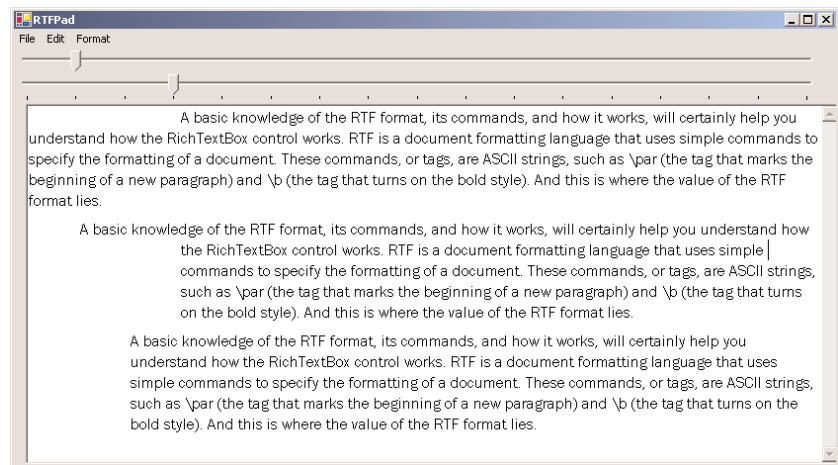 RTFPad
File Edit Format
A basic knowledge of the RTF format, its commands, and how it works, will certainly help you
understand how the RichTextBox control works. RTF is a document formatting language that uses simple commands to
specify the formatting of a document. These commands, or tags, are ASCII strings, such as \par (the tag that marks the
beginning of a new paragraph) and \b (the tag that turns on the bold style). And this is where the value of the RTF
format lies.
A basic knowledge of the RTF format, its commands, and how it works, will certainly help you understand how
the RichTextBox control works. RTF is a document formatting language that uses simple
commands to specify the formatting of a document. These commands, or tags, are ASCII strings,
such as \par (the tag that marks the beginning of a new paragraph) and \b (the tag that turns
on the bold style). And this is where the value of the RTF format lies.
A basic knowledge of the RTF format, its commands, and how it works, will certainly help you
understand how the RichTextBox control works. RTF is a document formatting language that uses
simple commands to specify the formatting of a document. These commands, or tags, are ASCII strings,
such as \par (the tag that marks the beginning of a new paragraph) and \b (the tag that turns on the
bold style). And this is where the value of the RTF format lies.